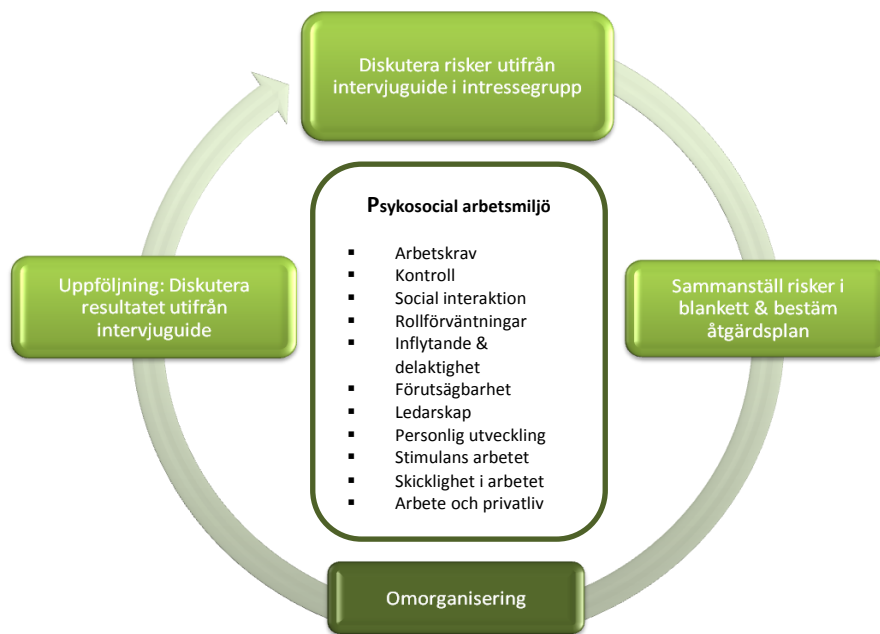 Diskutera risker utifrån
intervjuguide i intressegrupp
Psykosocial arbetsmiljö
▪ Arbetskrav
▪ Kontroll
▪ Social interaktion
▪ Rollförväntningar
▪ Inflytande &
delaktighet
▪ Förutsägbarhet
▪ Ledarskap
▪ Personlig utveckling
▪ Stimulans arbetet
▪ Skicklighet i arbetet
▪ Arbete och privatliv
Uppföljning: Diskutera
resultatet utifrån
intervjuguide
Sammanställ risker i
blankett & bestäm
åtgärdsplan
Omorganisering